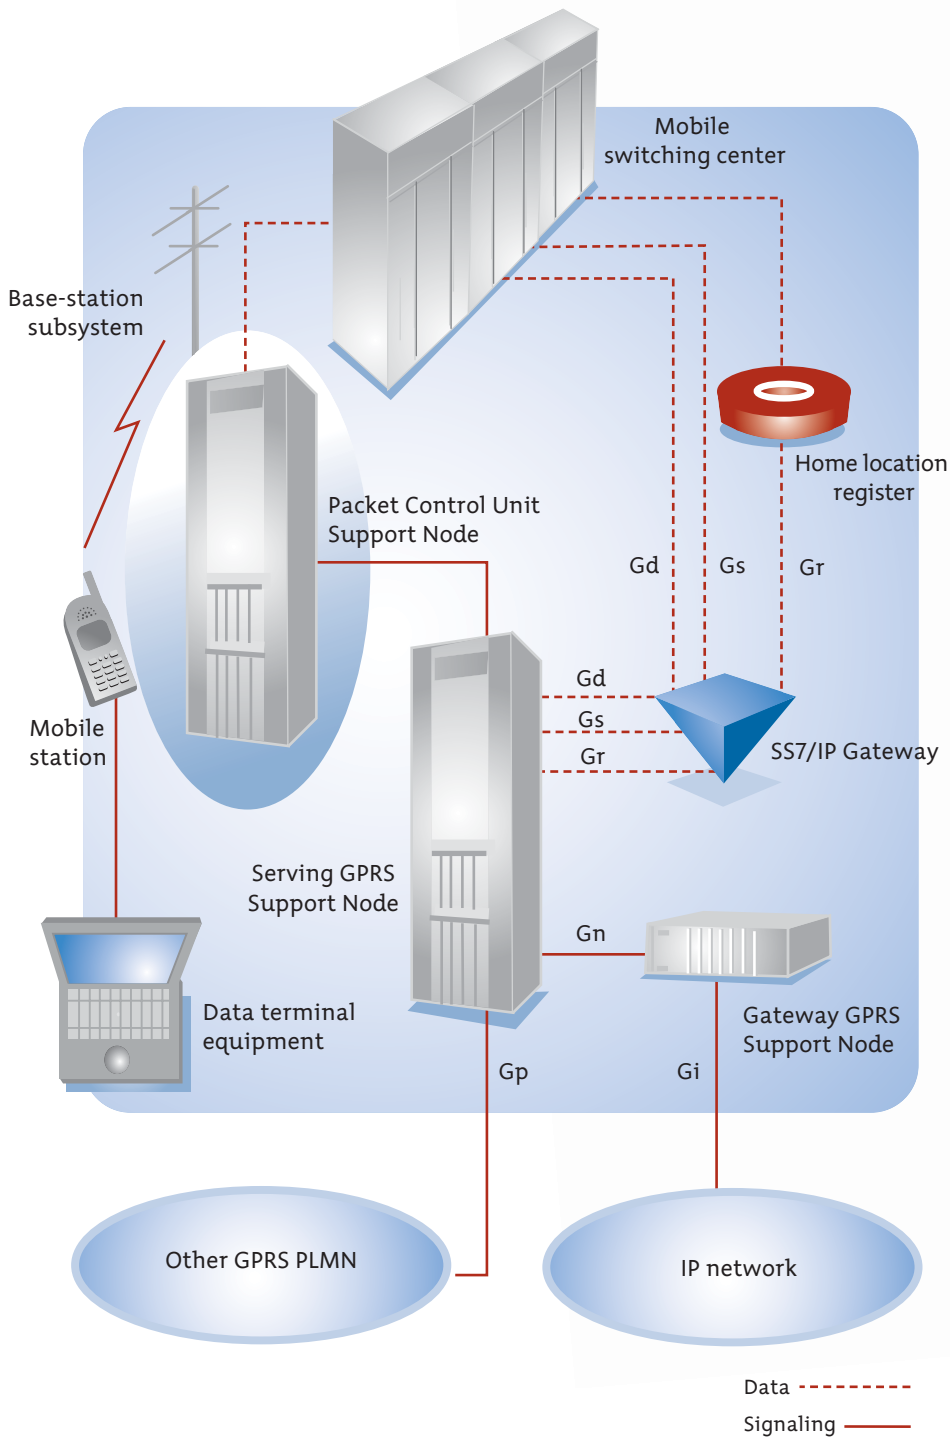 Mobile
switching center
Base-station
subsystem
Home location
register
Packet Control Unit
Support Node
Gd
Gs
Gr
Gd
Gs
Gr
Mobile
station
SS7/IP Gateway
Serving GPRS
Support Node
Gn
Data terminal
equipment
Gateway GPRS
Support Node
Gp
Gi
Other GPRS PLMN
IP network
Data
Signaling